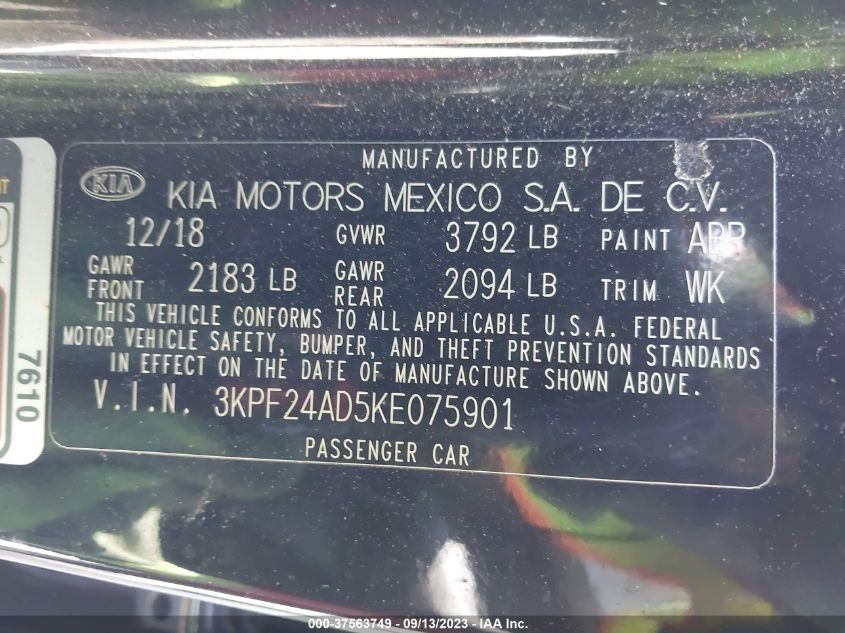 MANUFACTURED BY
KIA KIA MOTORS MEXICO S.A. DE C.V.
12/18 GVWR 3792 LB PAINT ABP
GAWR FRONT 2183 LB GAWR REAR 2094 LB TRIM WK
THIS VEHICLE CONFORMS TO ALL APPLICABLE U.S.A. FEDERAL
MOTOR VEHICLE SAFETY, BUMPER, AND THEFT PREVENTION STANDARDS
IN EFFECT ON THE DATE OF MANUFACTURE SHOWN ABOVE.
V.I.N. 3KPF24AD5KE075901
PASSENGER CAR
7610
000-37563749 - 09/13/2023 - IAA Inc.